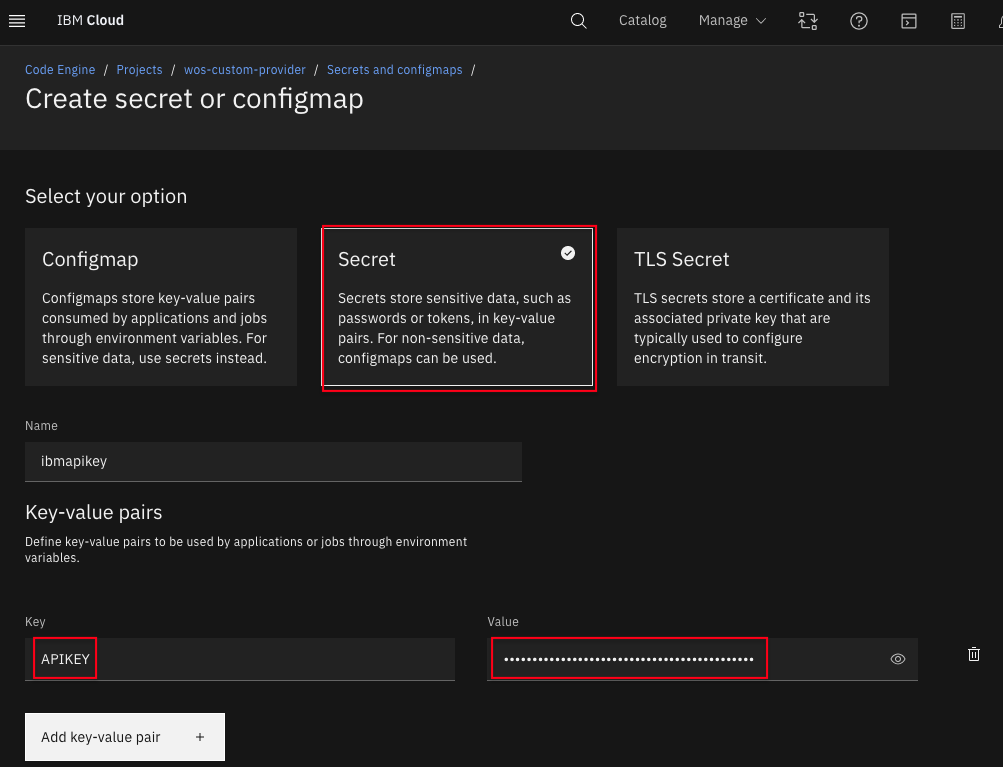 IBM Cloud Catalog Manage
Code Engine / Projects / wos-custom-provider / Secrets and configmaps /
Create secret or configmap
Select your option
Configmap
Configmaps store key-value pairs
consumed by applications and jobs
through environment variables. For
sensitive data, use secrets instead.
Secret
Secrets store sensitive data, such as
passwords or tokens, in key-value
pairs. For non-sensitive data,
configmaps can be used.
TLS Secret
TLS secrets store a certificate and its
associated private key that are
typically used to configure
encryption in transit.
Name
ibmapikey
Key-value pairs
Define key-value pairs to be used by applications or jobs through environment
variables.
Key
APIKEY
Value
••••••••••••••••••••••••••••••••••••••••••••
Add key-value pair +